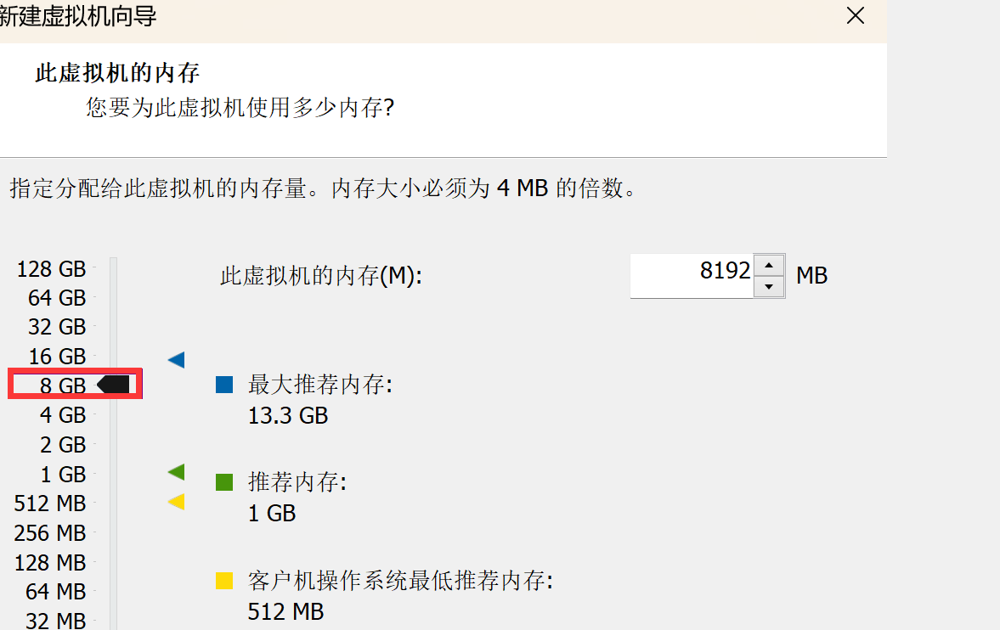 新建虚拟机向导
此虚拟机的内存
您要为此虚拟机使用多少内存?
指定分配给此虚拟机的内存量。内存大小必须为 4 MB 的倍数。
128 GB
64 GB
32 GB
16 GB
8 GB
4 GB
2 GB
1 GB
512 MB
256 MB
128 MB
64 MB
32 MB
此虚拟机的内存(M):
8192
MB
最大推荐内存:
13.3 GB
推荐内存:
1 GB
客户机操作系统最低推荐内存:
512 MB